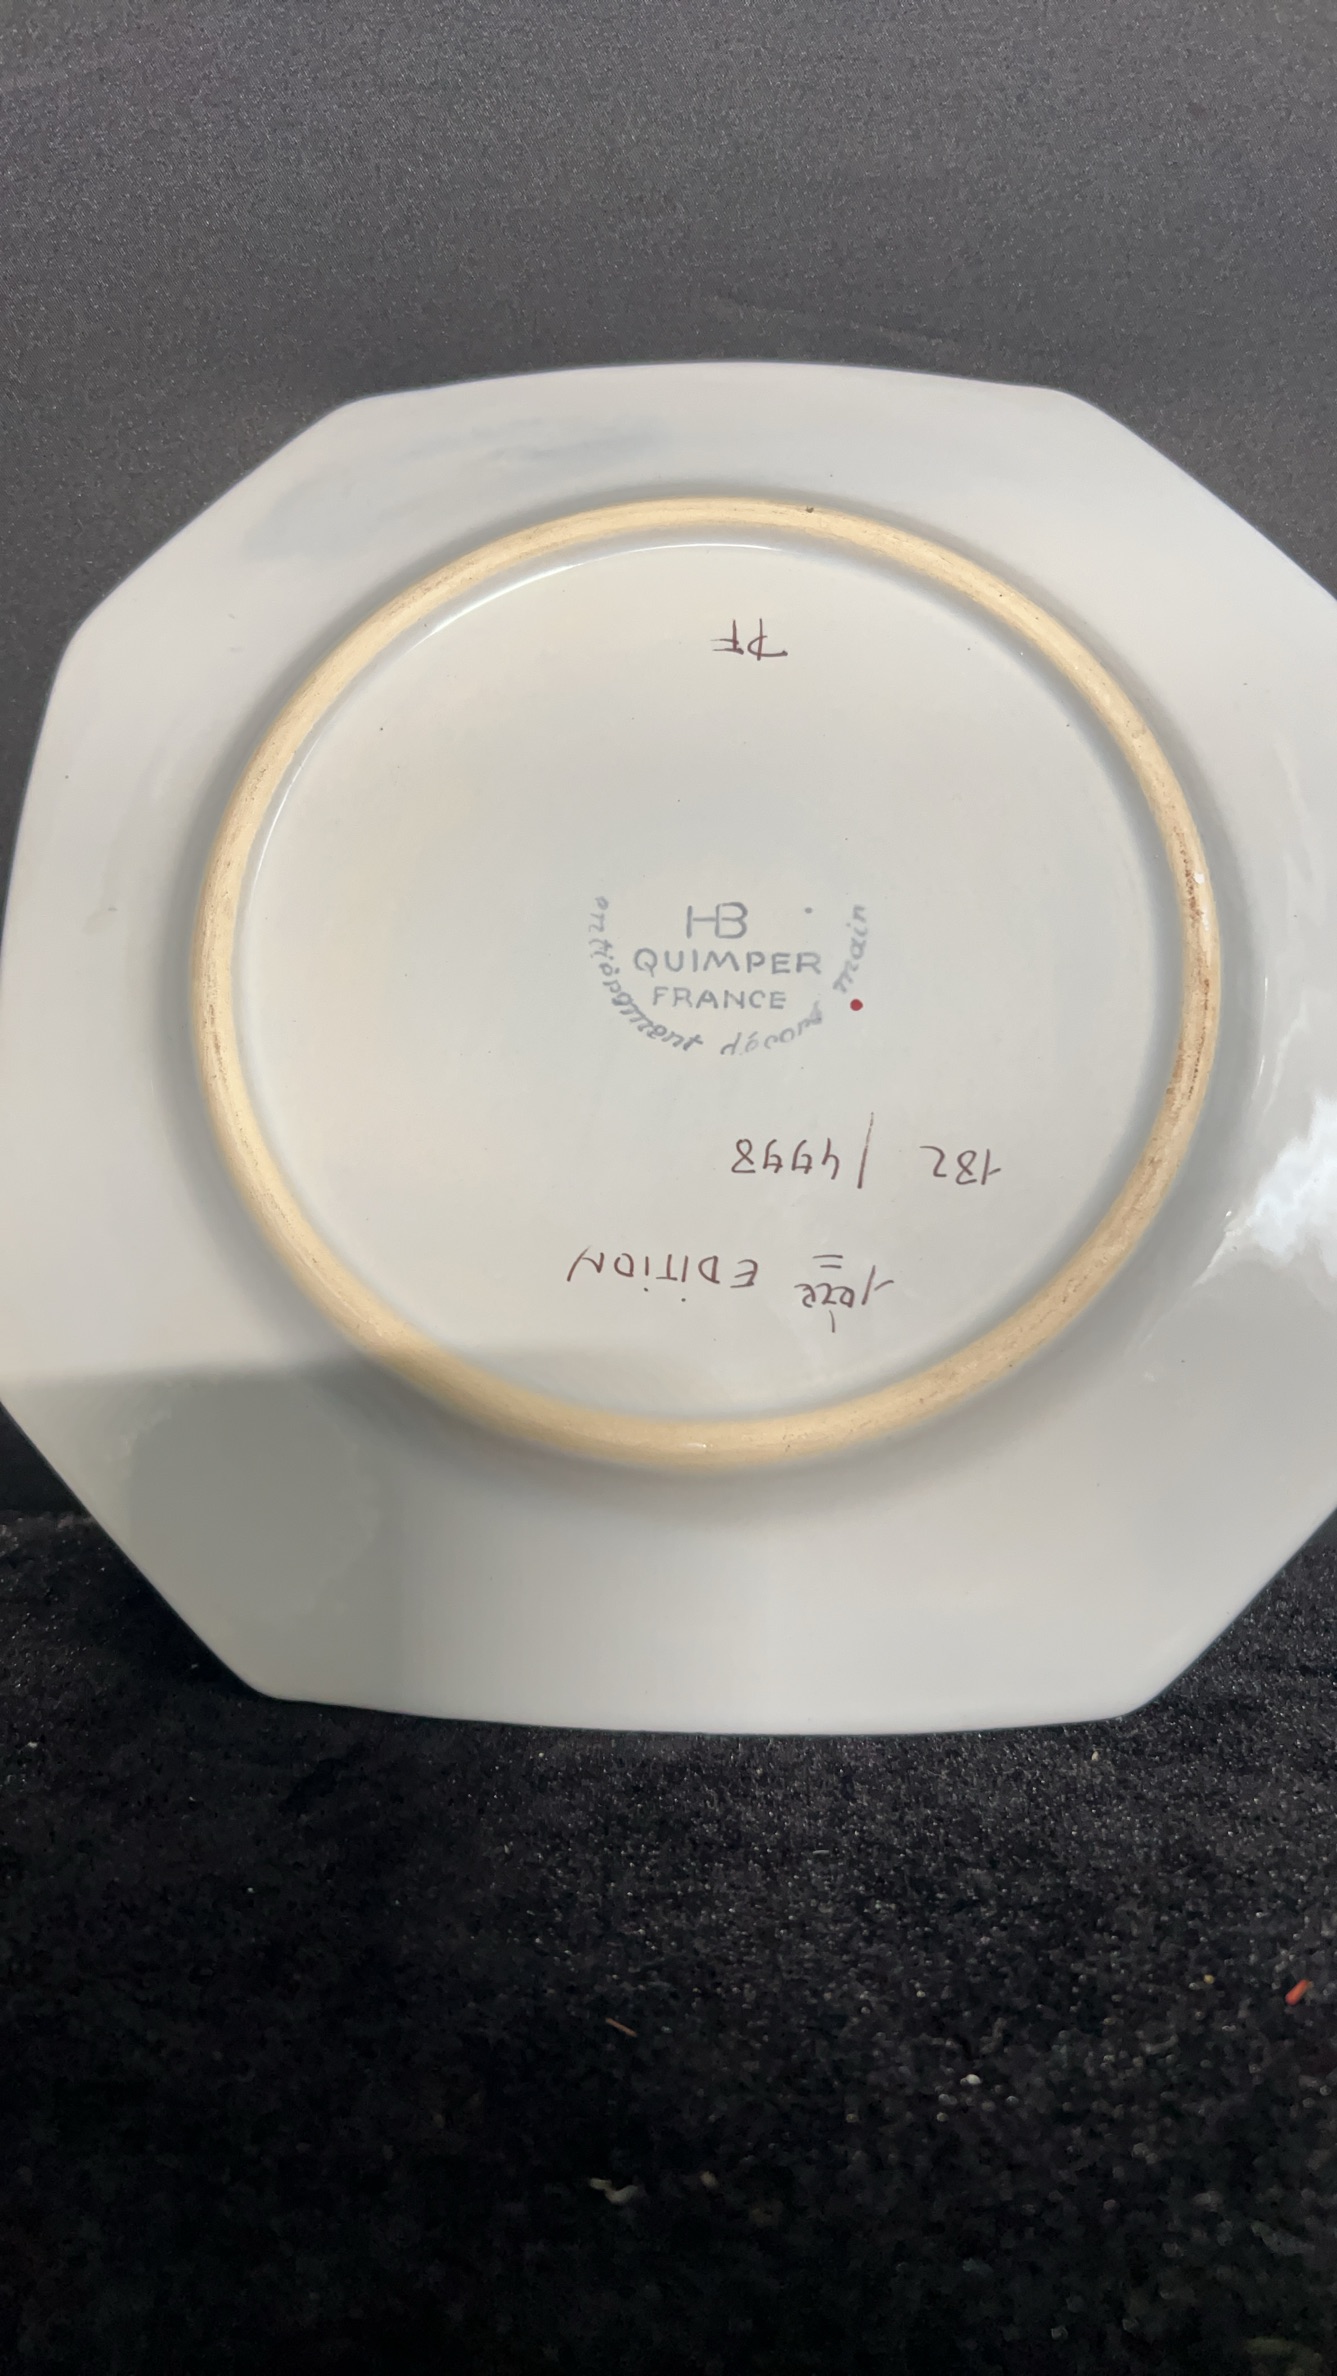 HB
QUIMPER
FRANCE
entièrement décoré main
1ère EDITION
182 / 4998
PF